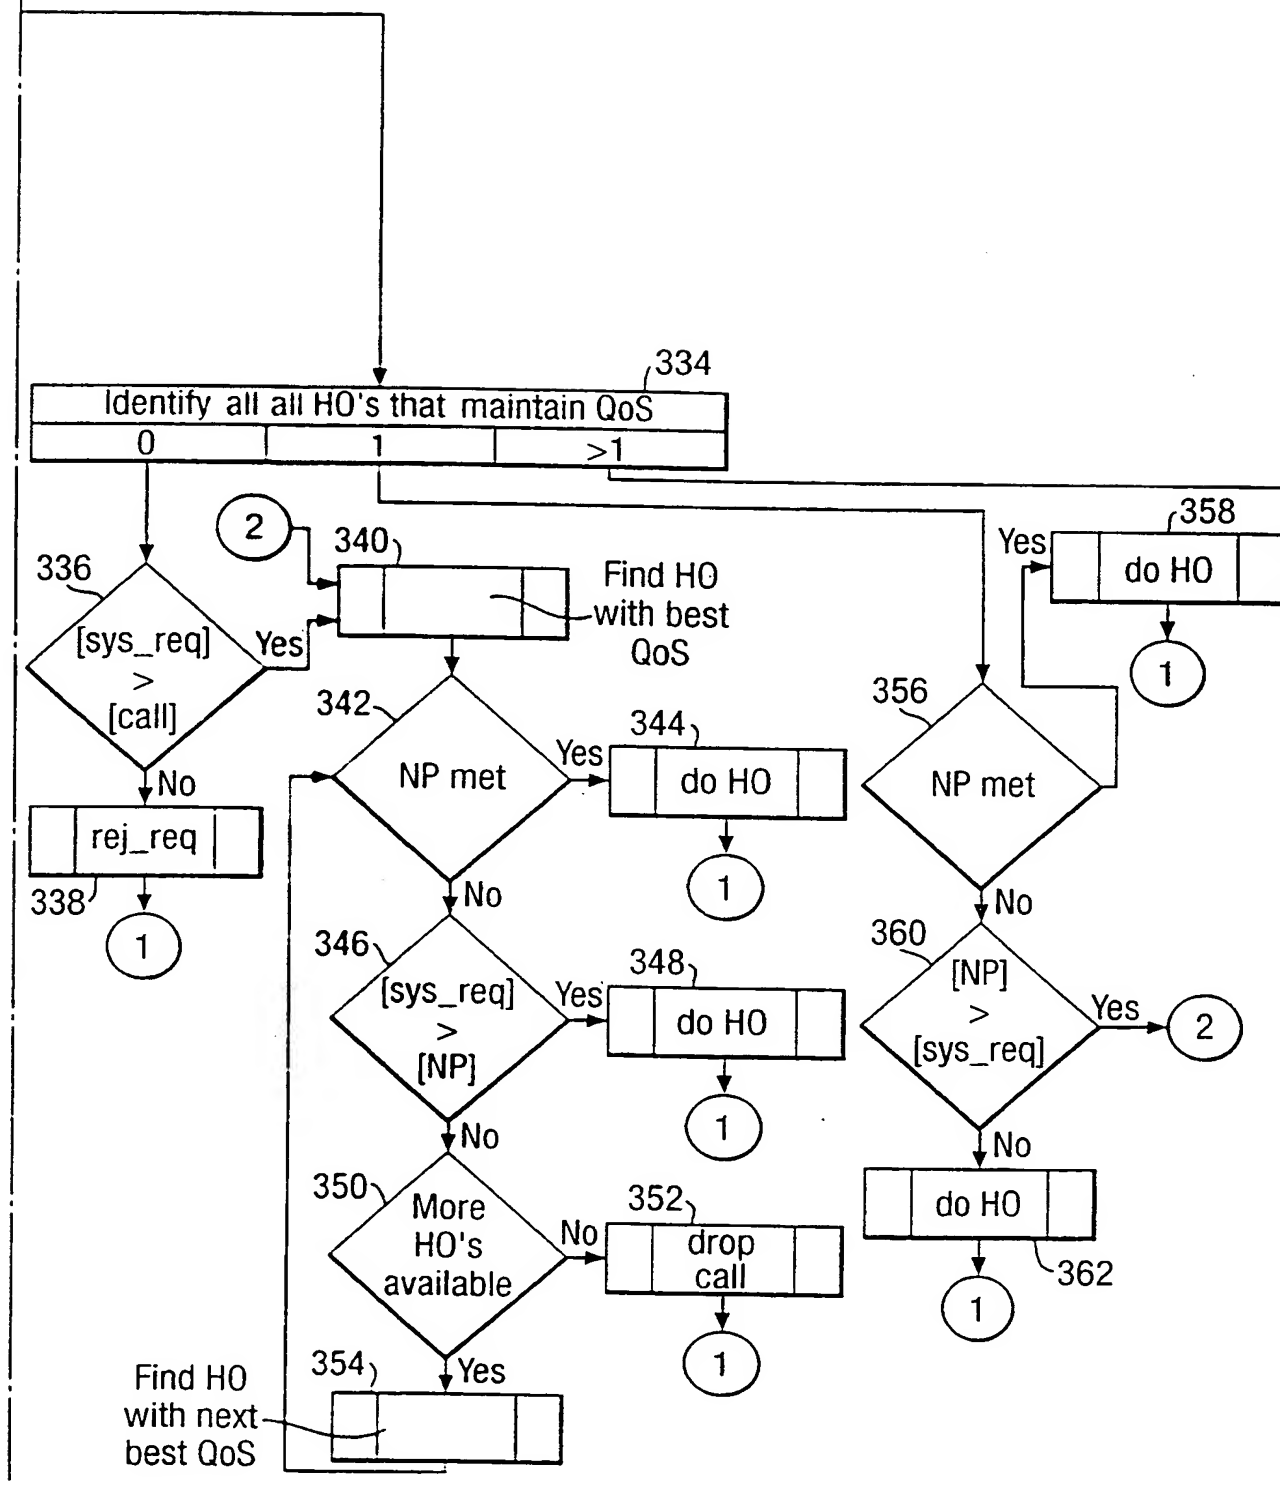 334
Identify all all HO's that maintain QoS
0 1 >1
2
358
Yes
do HO
1
336
[sys_req]
>
[call]
Yes
No
rej_req
338
1
340
Find HO
with best
QoS
342
NP met
Yes
344
do HO
1
No
346
[sys_req]
>
[NP]
Yes
348
do HO
1
No
350
More
HO's
available
No
352
drop
call
1
Yes
354
Find HO
with next
best QoS
356
NP met
No
360
[NP]
>
[sys_req]
Yes
2
No
do HO
362
1